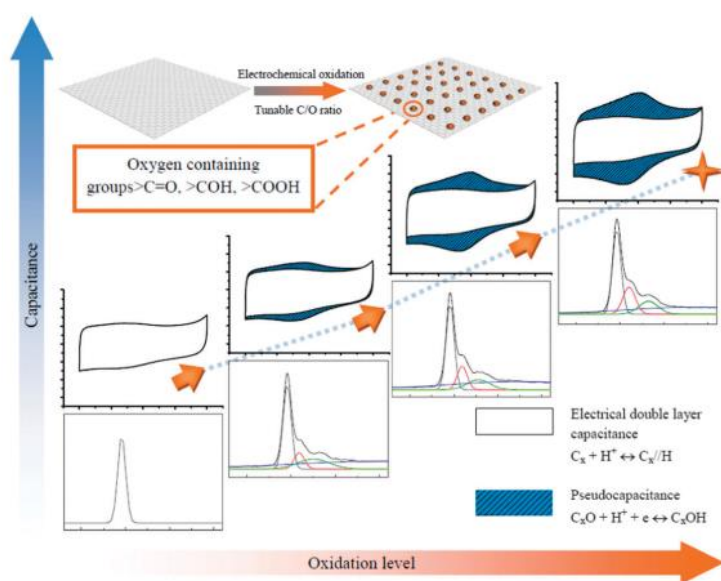 Electrochemical oxidation
Tunable C/O ratio
Oxygen containing
groups>C=O, >COH, >COOH
Capacitance
Electrical double layer
capacitance
Cₓ + H⁺ ↔ Cₓ//H
Pseudocapacitance
CₓO + H⁺ + e ↔ CₓOH
Oxidation level